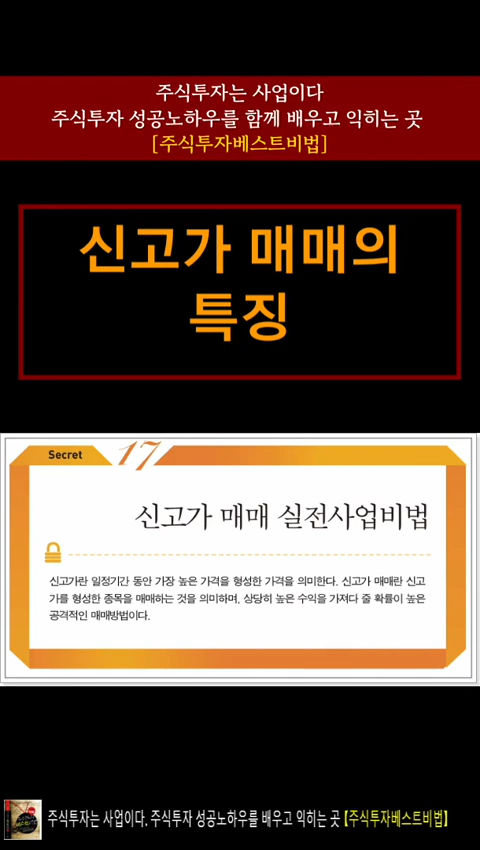 주식투자는 사업이다
주식투자 성공노하우를 함께 배우고 익히는 곳
[주식투자베스트비법]
신고가 매매의
특징
Secret 17
신고가 매매 실전사업비법
신고가란 일정기간 동안 가장 높은 가격을 형성한 가격을 의미한다. 신고가 매매란 신고
가를 형성한 종목을 매매하는 것을 의미하며, 상당히 높은 수익을 가져다 줄 확률이 높은
공격적인 매매방법이다.
주식투자는 사업이다. 주식투자 성공노하우를 배우고 익히는 곳 [주식투자베스트비법]